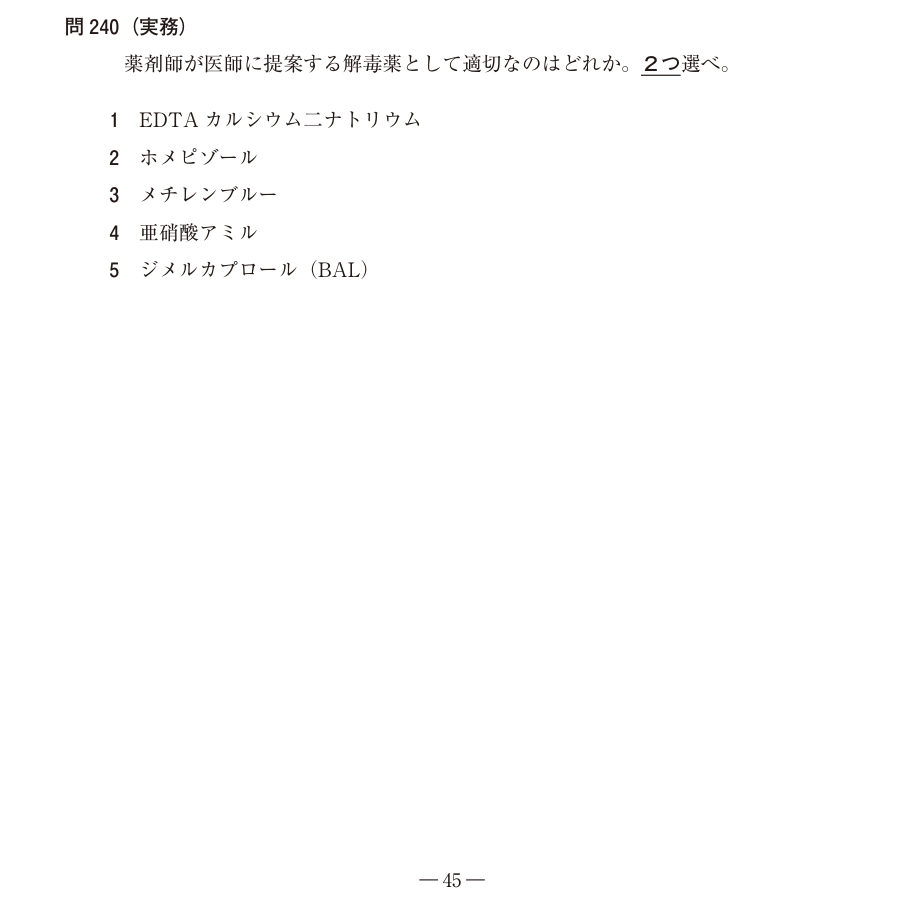 問 240（実務）
薬剤師が医師に提案する解毒薬として適切なのはどれか。２つ選べ。
1 EDTA カルシウム二ナトリウム
2 ホメピゾール
3 メチレンブルー
4 亜硝酸アミル
5 ジメルカプロール（BAL）
— 45 —